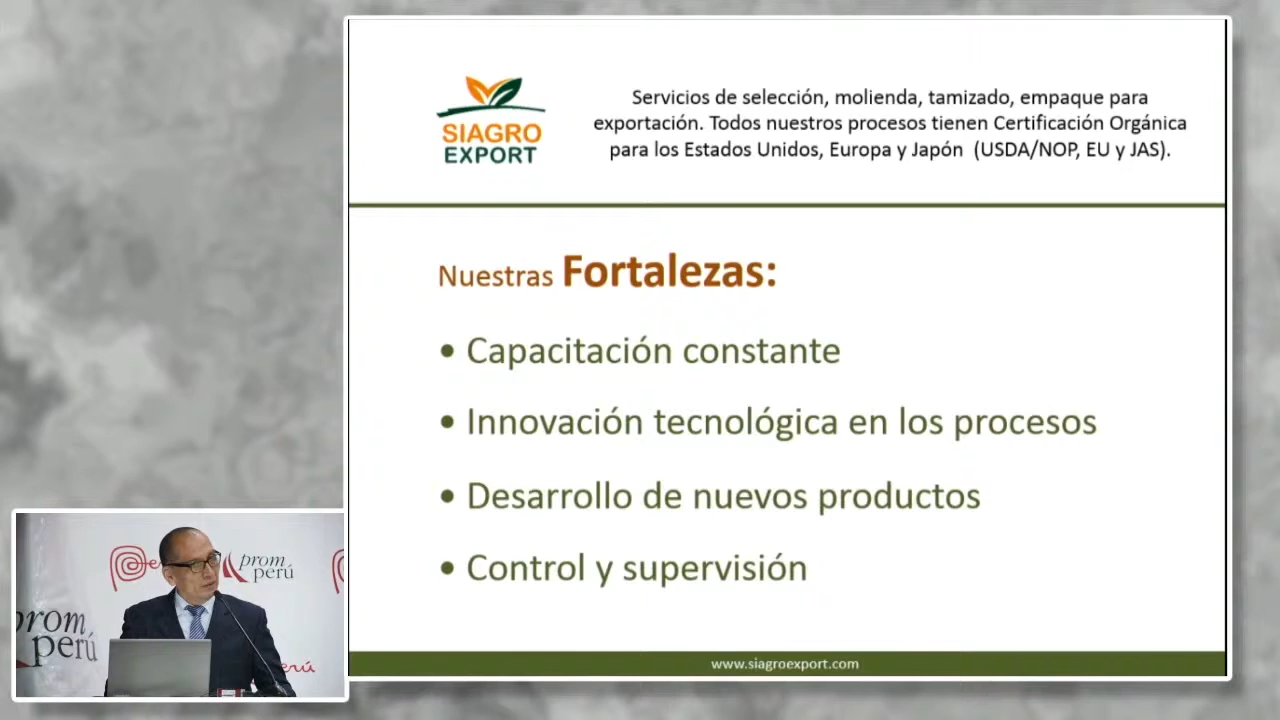 SIAGRO
EXPORT
Servicios de selección, molienda, tamizado, empaque para
exportación. Todos nuestros procesos tienen Certificación Orgánica
para los Estados Unidos, Europa y Japón (USDA/NOP, EU y JAS).
Nuestras Fortalezas:
• Capacitación constante
• Innovación tecnológica en los procesos
• Desarrollo de nuevos productos
• Control y supervisión
www.siagroexport.com
prom
perú
prom
perú